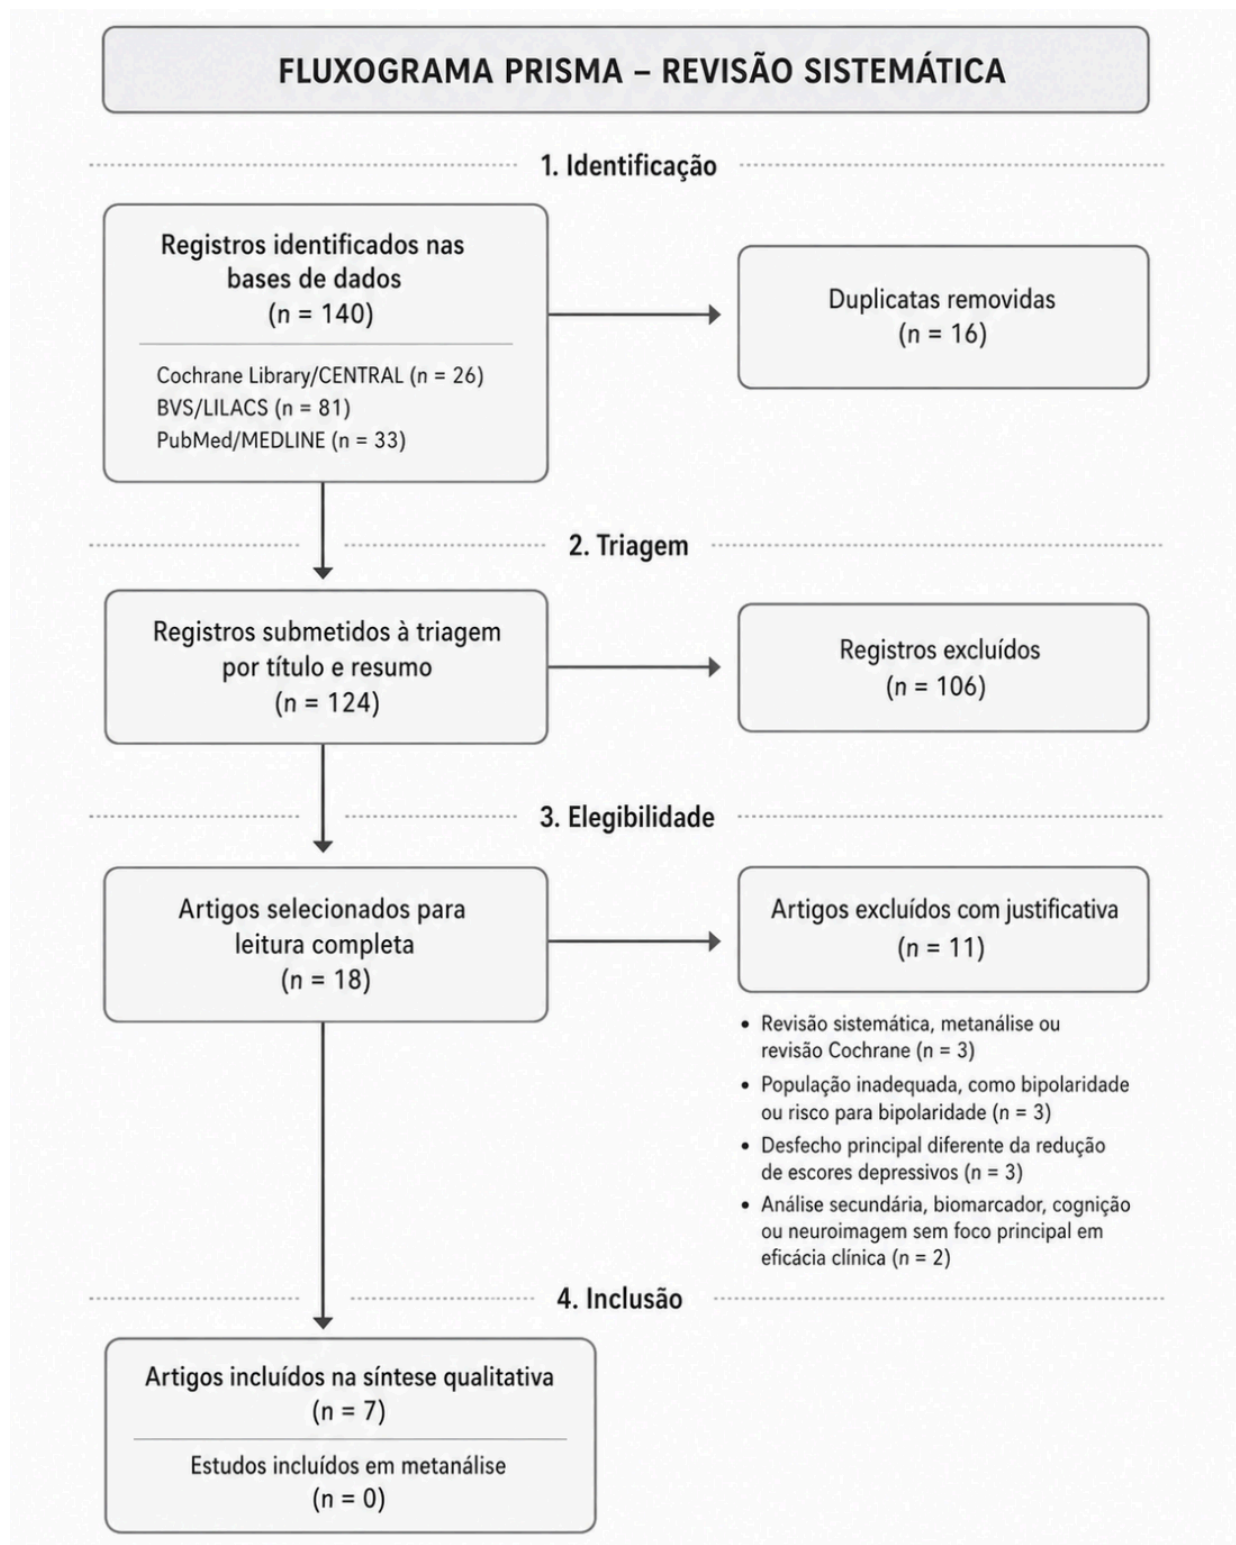 FLUXOGRAMA PRISMA – REVISÃO SISTEMÁTICA
1. Identificação
Registros identificados nas
bases de dados
(n = 140)
Cochrane Library/CENTRAL (n = 26)
BVS/LILACS (n = 81)
PubMed/MEDLINE (n = 33)
Duplicatas removidas
(n = 16)
2. Triagem
Registros submetidos à triagem
por título e resumo
(n = 124)
Registros excluídos
(n = 106)
3. Elegibilidade
Artigos selecionados para
leitura completa
(n = 18)
Artigos excluídos com justificativa
(n = 11)
• Revisão sistemática, metanálise ou
revisão Cochrane (n = 3)
• População inadequada, como bipolaridade
ou risco para bipolaridade (n = 3)
• Desfecho principal diferente da redução
de escores depressivos (n = 3)
• Análise secundária, biomarcador, cognição
ou neuroimagem sem foco principal em
eficácia clínica (n = 2)
4. Inclusão
Artigos incluídos na síntese qualitativa
(n = 7)
Estudos incluídos em metanálise
(n = 0)